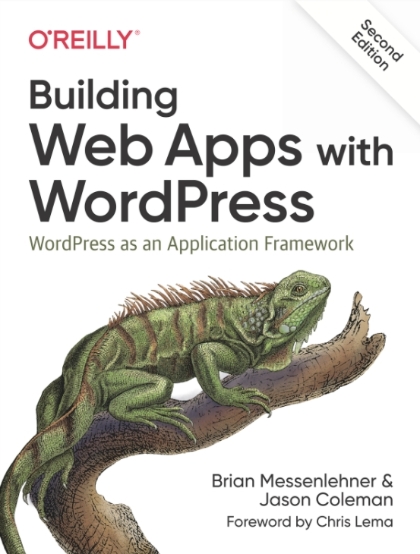 O'REILLY®
Second
Edition
Building
Web Apps with
WordPress
WordPress as an Application Framework
Brian Messenlehner &
Jason Coleman
Foreword by Chris Lema